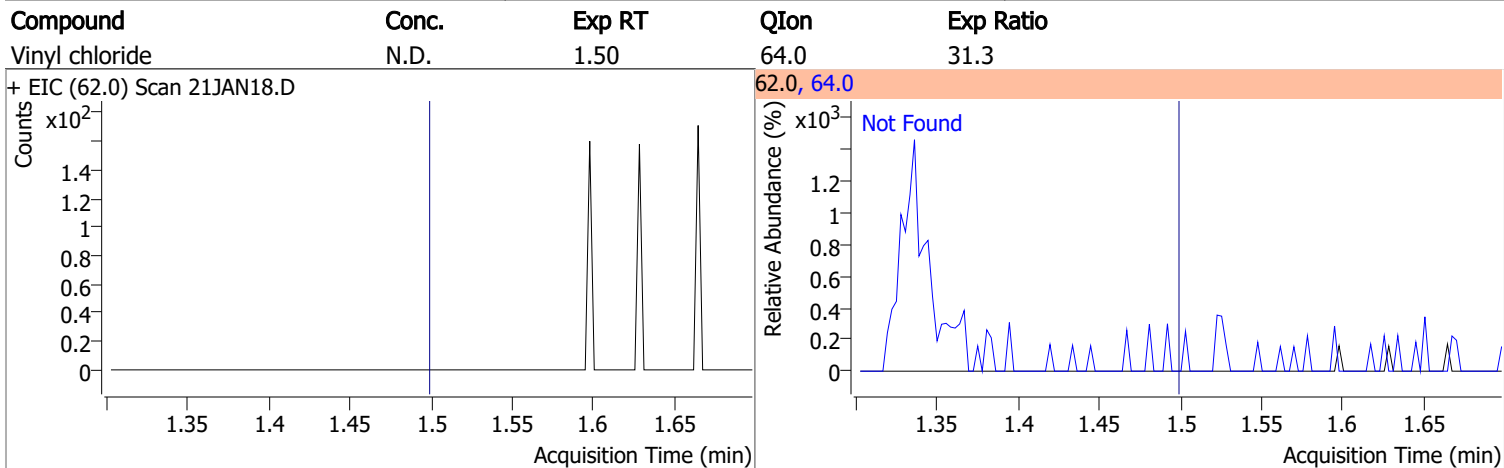 Compound Conc. Exp RT QIon Exp Ratio
Vinyl chloride N.D. 1.50 64.0 31.3
+ EIC (62.0) Scan 21JAN18.D
Counts
x10²
1.4
1.2
1
0.8
0.6
0.4
0.2
0
1.35 1.4 1.45 1.5 1.55 1.6 1.65
Acquisition Time (min)
62.0, 64.0
Relative Abundance (%)
x10³
Not Found
1.2
1
0.8
0.6
0.4
0.2
0
1.35 1.4 1.45 1.5 1.55 1.6 1.65
Acquisition Time (min)